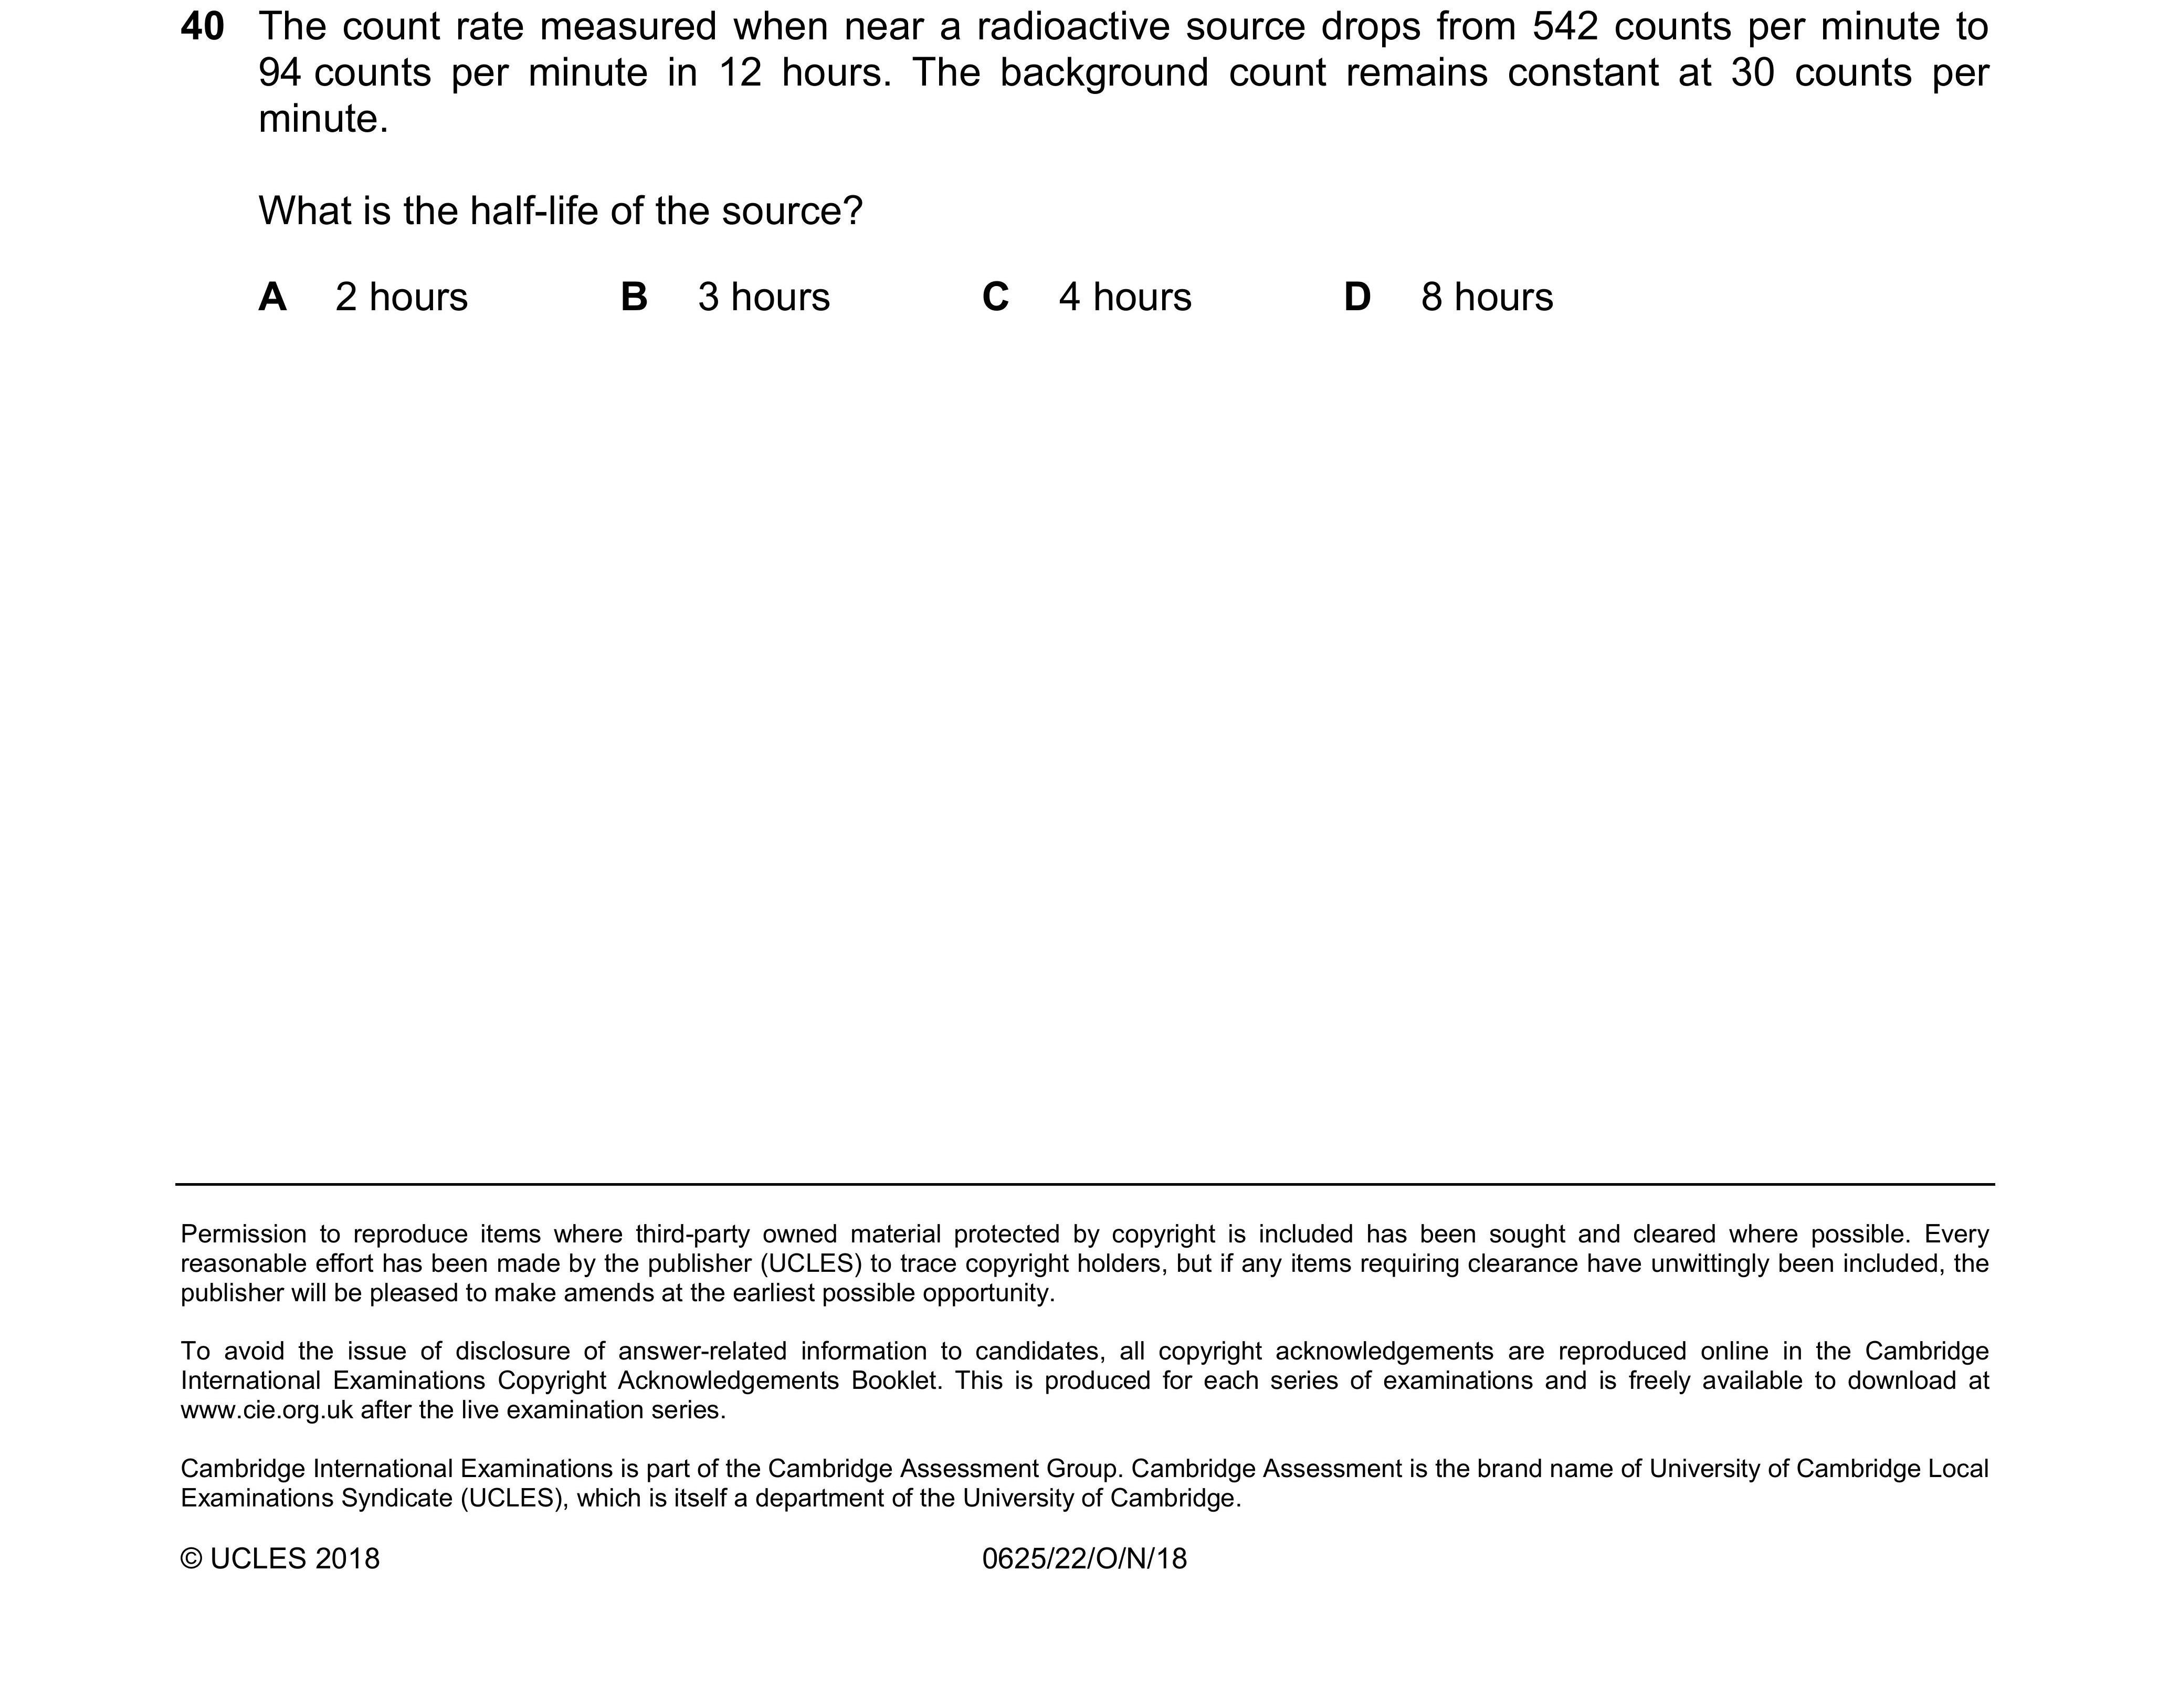 40 The count rate measured when near a radioactive source drops from 542 counts per minute to
94 counts per minute in 12 hours. The background count remains constant at 30 counts per
minute.
What is the half-life of the source?
A 2 hours B 3 hours C 4 hours D 8 hours
Permission to reproduce items where third-party owned material protected by copyright is included has been sought and cleared where possible. Every
reasonable effort has been made by the publisher (UCLES) to trace copyright holders, but if any items requiring clearance have unwittingly been included, the
publisher will be pleased to make amends at the earliest possible opportunity.
To avoid the issue of disclosure of answer-related information to candidates, all copyright acknowledgements are reproduced online in the Cambridge
International Examinations Copyright Acknowledgements Booklet. This is produced for each series of examinations and is freely available to download at
www.cie.org.uk after the live examination series.
Cambridge International Examinations is part of the Cambridge Assessment Group. Cambridge Assessment is the brand name of University of Cambridge Local
Examinations Syndicate (UCLES), which is itself a department of the University of Cambridge.
© UCLES 2018 0625/22/O/N/18